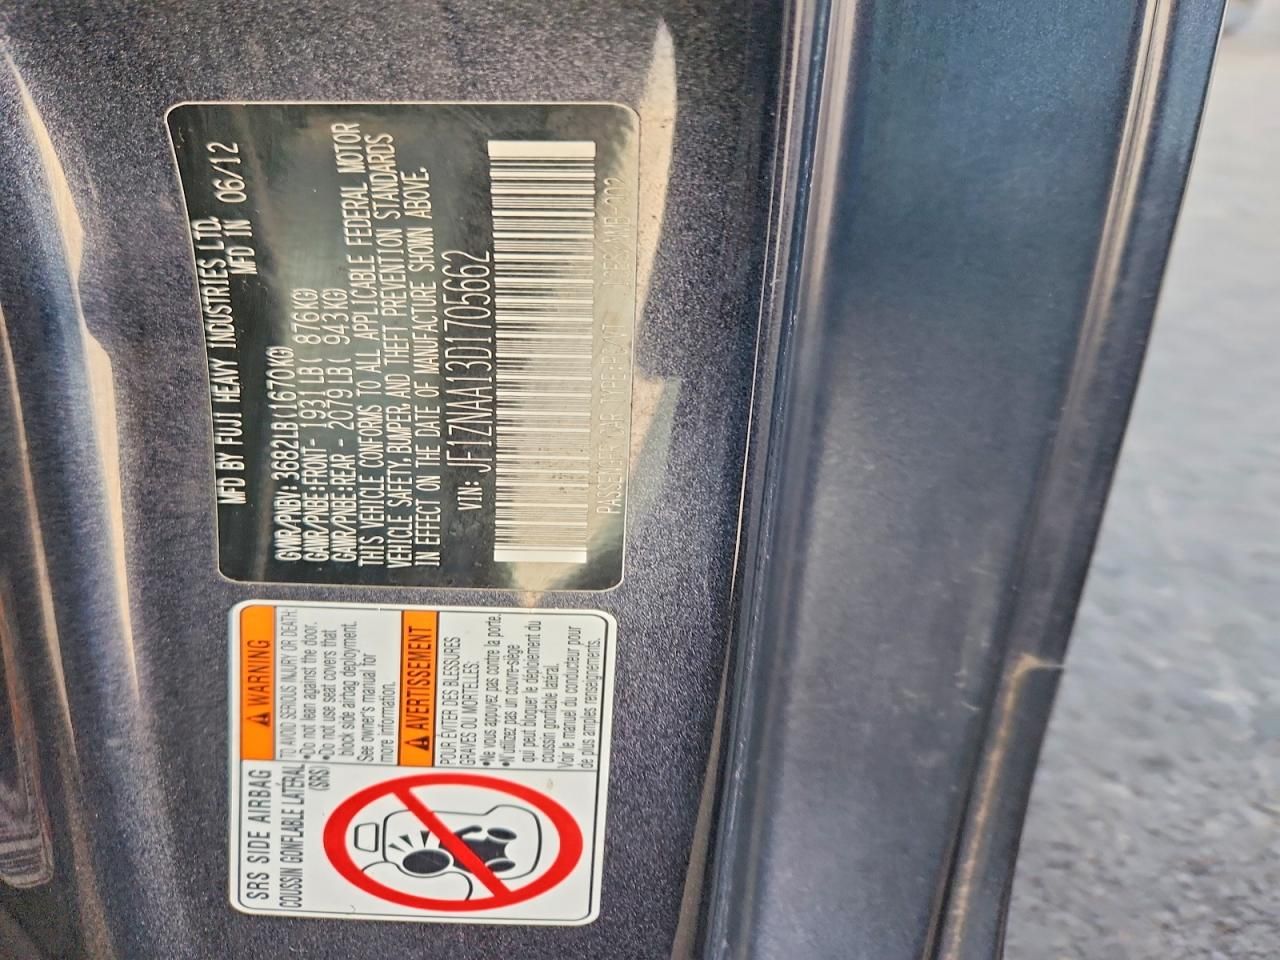 MFD BY FUJI HEAVY INDUSTRIES LTD.
MFD IN 06/12
GVWR/PNBV: 3682LB(1670KG)
GAWR/PNBE:FRONT- 1931LB( 876KG)
GAWR/PNBE:REAR - 2079LB( 943KG)
THIS VEHICLE CONFORMS TO ALL APPLICABLE FEDERAL MOTOR
VEHICLE SAFETY,BUMPER AND THEFT PREVENTION STANDARDS
IN EFFECT ON THE DATE OF MANUFACTURE SHOWN ABOVE.
VIN: JF1ZNAA13D1705662
PASSENGER CAR TYPE:PC/VT
SRS SIDE AIRBAG
COUSSIN GONFLABLE LATÉRAL
(SRS)
WARNING
TO AVOID SERIOUS INJURY OR DEATH:
•Do not lean against the door.
•Do not use seat covers that
block side airbag deployment.
See owner's manual for
more information.
AVERTISSEMENT
POUR ÉVITER DES BLESSURES
GRAVES OU MORTELLES:
•Ne vous appuyez pas contre la porte.
•N'utilisez pas un couvre-siège
qui peut bloquer le déploiement du
coussin gonflable latéral.
Voir le manuel du conducteur pour
de plus amples renseignements.